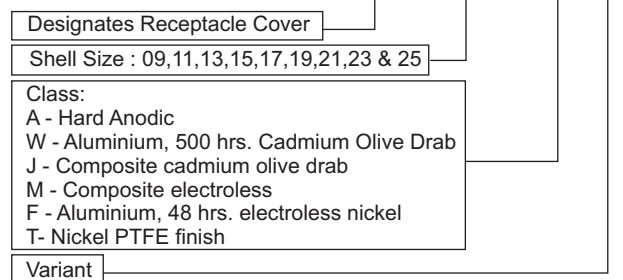 Designates Receptacle Cover
Shell Size : 09,11,13,15,17,19,21,23 & 25
Class:
A - Hard Anodic
W - Aluminium, 500 hrs. Cadmium Olive Drab
J - Composite cadmium olive drab
M - Composite electroless
F - Aluminium, 48 hrs. electroless nickel
T- Nickel PTFE finish
Variant